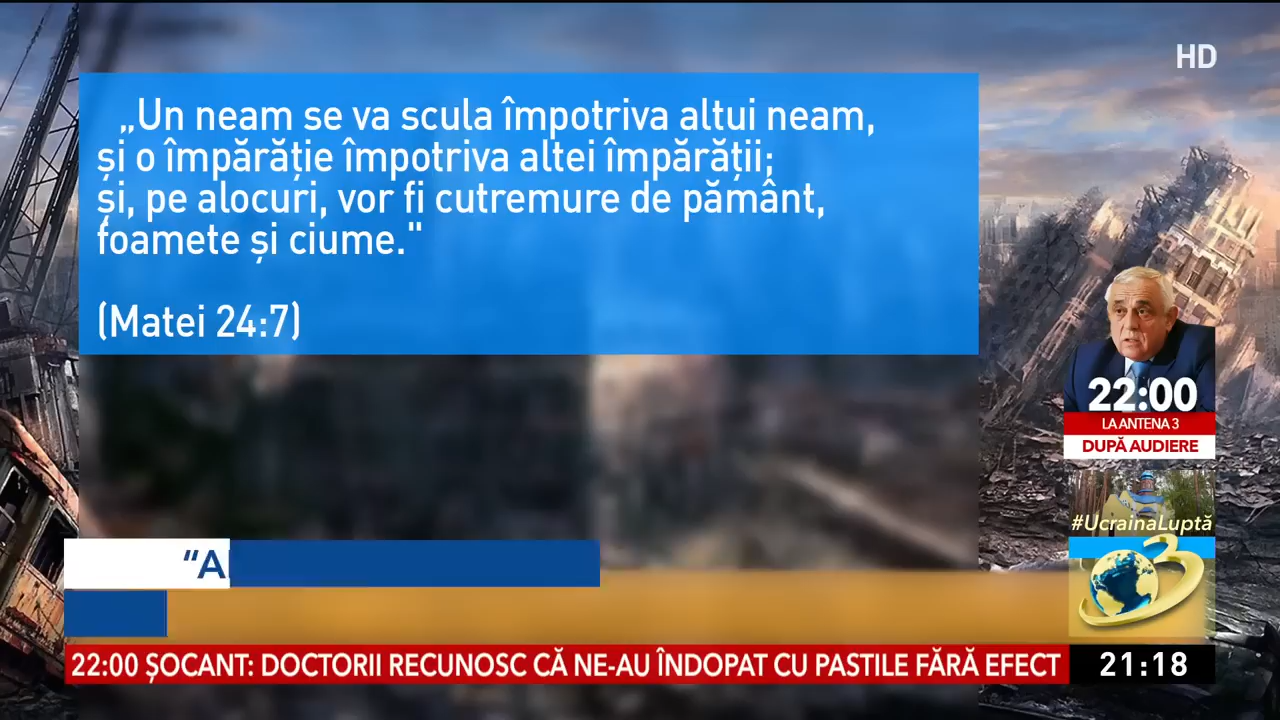 HD
„Un neam se va scula împotriva altui neam,
și o împărăție împotriva altei împărății;
și, pe alocuri, vor fi cutremure de pământ,
foamete și ciume."
(Matei 24:7)
22:00
LA ANTENA 3
DUPĂ AUDIERE
#UcrainaLuptă
3
“A
22:00 ȘOCANT: DOCTORII RECUNOSC CĂ NE-AU ÎNDOPAT CU PASTILE FĂRĂ EFECT
21:18